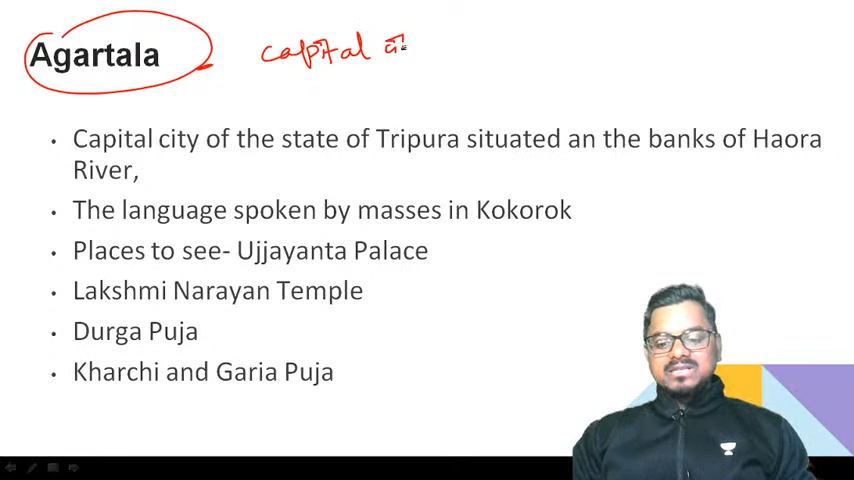 Agartala capital
• Capital city of the state of Tripura situated an the banks of Haora
River,
• The language spoken by masses in Kokorok
• Places to see- Ujjayanta Palace
• Lakshmi Narayan Temple
• Durga Puja
• Kharchi and Garia Puja